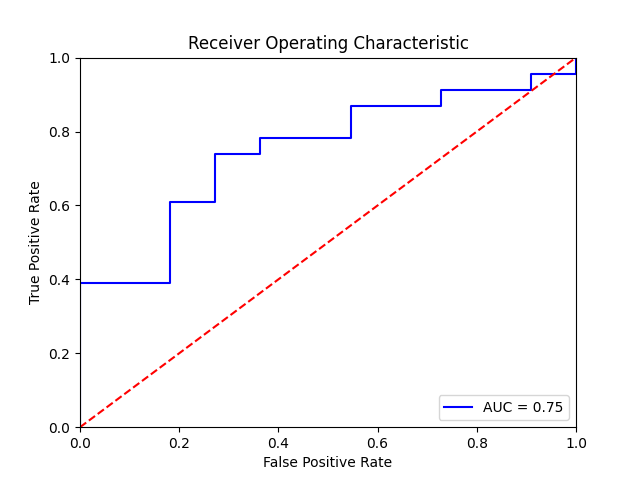 Receiver Operating Characteristic
1.0
0.8
0.6
0.4
0.2
0.0
True Positive Rate
AUC = 0.75
0.0 0.2 0.4 0.6 0.8 1.0
False Positive Rate